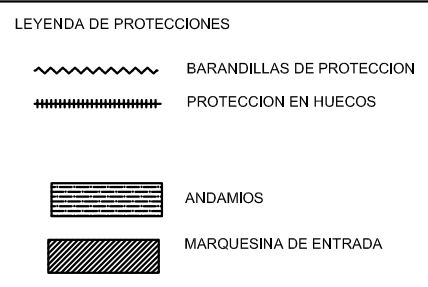 LEYENDA DE PROTECCIONES
BARANDILLAS DE PROTECCION
PROTECCION EN HUECOS
ANDAMIOS
MARQUESINA DE ENTRADA